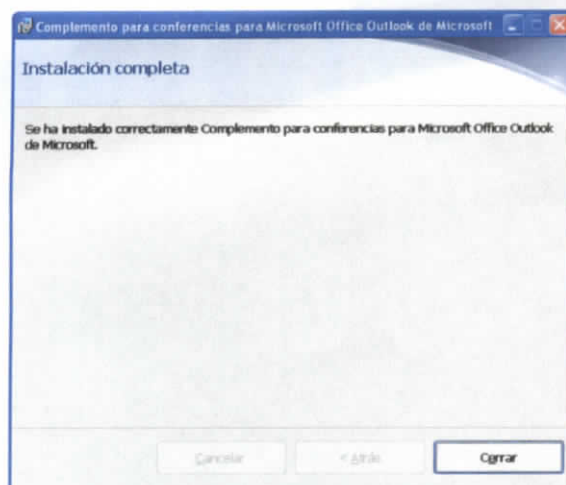 Complemento para conferencias para Microsoft Office Outlook de Microsoft
Instalación completa
Se ha instalado correctamente Complemento para conferencias para Microsoft Office Outlook
de Microsoft.
Cancelar
< Atrás
Cerrar